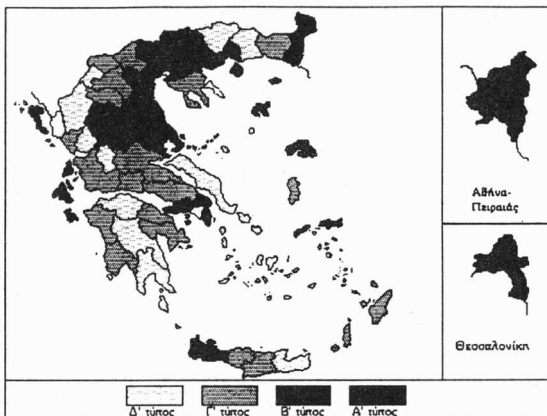 Αθήνα-
Πειραιάς
Θεσσαλονίκη
Δ' τύπος
Γ' τύπος
Β' τύπος
Α' τύπος